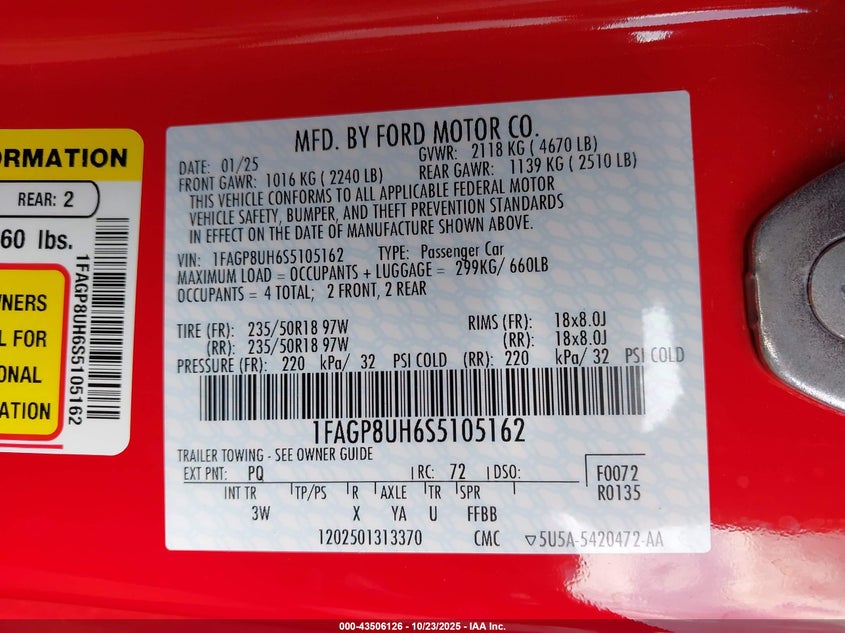 ORMATION
REAR: 2
60 lbs.
WNERS
L FOR
ONAL
ATION
1FAGP8UH6S5105162
MFD. BY FORD MOTOR CO.
DATE: 01/25
GVWR: 2118 KG ( 4670 LB)
FRONT GAWR: 1016 KG ( 2240 LB)
REAR GAWR: 1139 KG ( 2510 LB)
THIS VEHICLE CONFORMS TO ALL APPLICABLE FEDERAL MOTOR
VEHICLE SAFETY, BUMPER, AND THEFT PREVENTION STANDARDS
IN EFFECT ON THE DATE OF MANUFACTURE SHOWN ABOVE.
VIN: 1FAGP8UH6S5105162 TYPE: Passenger Car
MAXIMUM LOAD = OCCUPANTS + LUGGAGE = 299KG/ 660LB
OCCUPANTS = 4 TOTAL; 2 FRONT, 2 REAR
TIRE (FR): 235/50R18 97W RIMS (FR): 18x8.0J
(RR): 235/50R18 97W (RR): 18x8.0J
PRESSURE (FR): 220 kPa/ 32 PSI COLD (RR): 220 kPa/ 32 PSI COLD
1FAGP8UH6S5105162
TRAILER TOWING - SEE OWNER GUIDE
EXT PNT: PQ RC: 72 DSO: F0072
R0135
INT TR TP/PS R AXLE TR SPR
3W X YA U FFBB
1202501313370 CMC ▽5U5A-5420472-AA
000-43506126 - 10/23/2025 - IAA Inc.